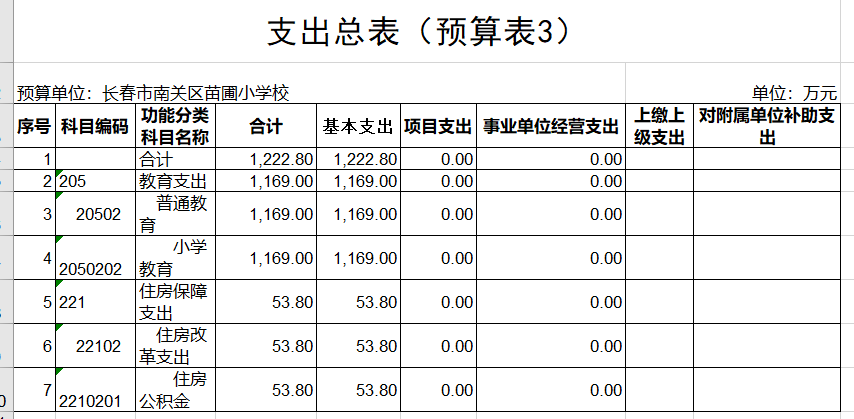 支出总表（预算表3）
预算单位：长春市南关区苗圃小学校 单位：万元
序号 科目编码 功能分类科目名称 合计 基本支出 项目支出 事业单位经营支出 上缴上级支出 对附属单位补助支出
1 合计 1,222.80 1,222.80 0.00 0.00
2 205 教育支出 1,169.00 1,169.00 0.00 0.00
3 20502 普通教育 1,169.00 1,169.00 0.00 0.00
4 2050202 小学教育 1,169.00 1,169.00 0.00 0.00
5 221 住房保障支出 53.80 53.80 0.00 0.00
6 22102 住房改革支出 53.80 53.80 0.00 0.00
7 2210201 住房公积金 53.80 53.80 0.00 0.00